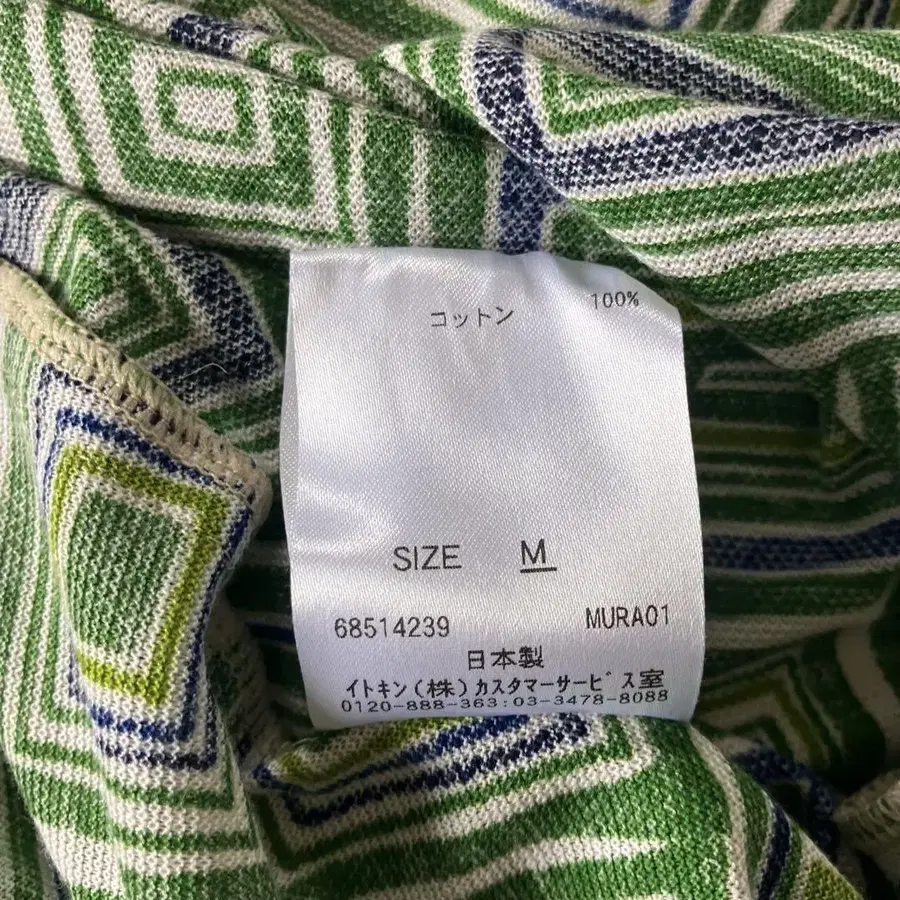 コットン 100%
SIZE M
68514239 MURA01
日本製
イトキン(株)カスタマーサービス室
0120-888-363:03-3478-8088